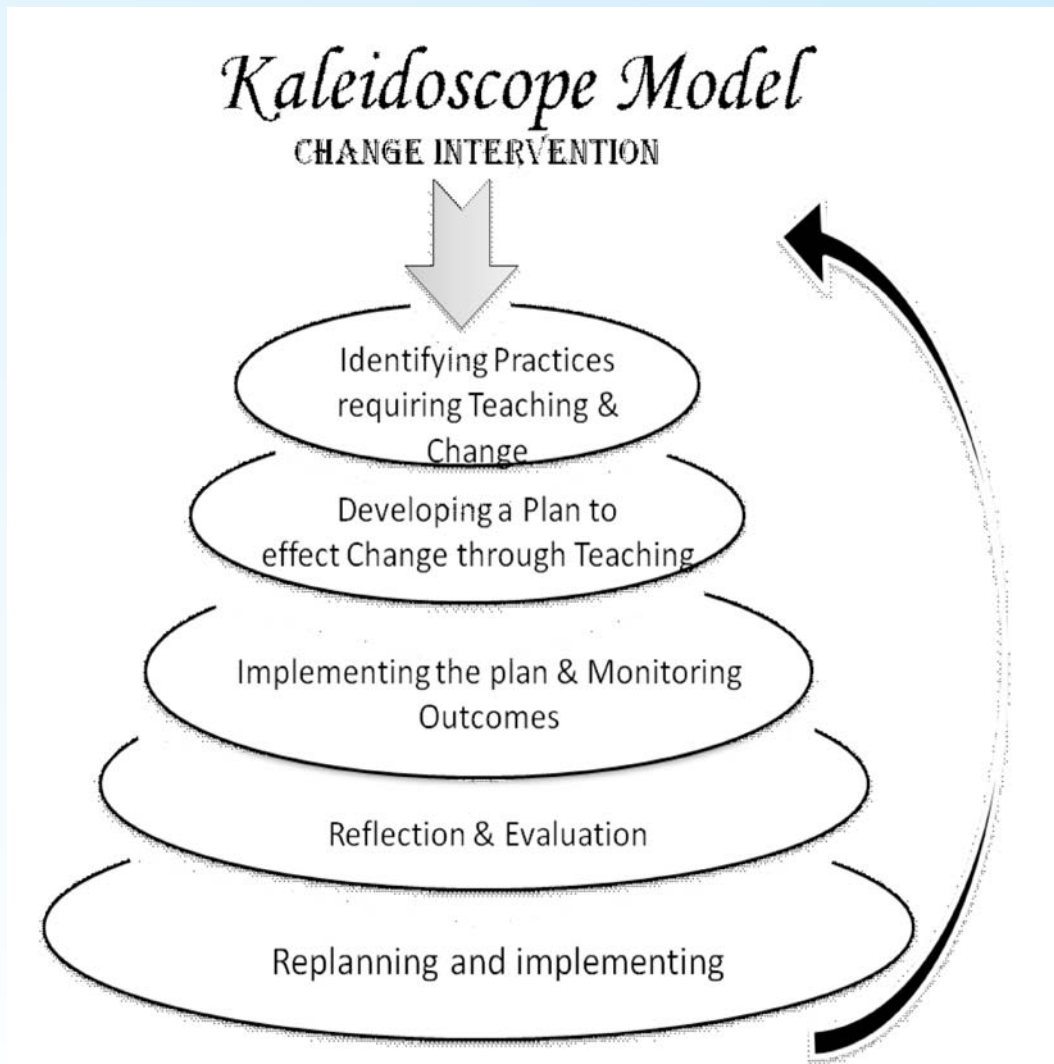 Kaleidoscope Model
CHANGE INTERVENTION
Identifying Practices
requiring Teaching &
Change
Developing a Plan to
effect Change through Teaching
Implementing the plan & Monitoring
Outcomes
Reflection & Evaluation
Replanning and implementing